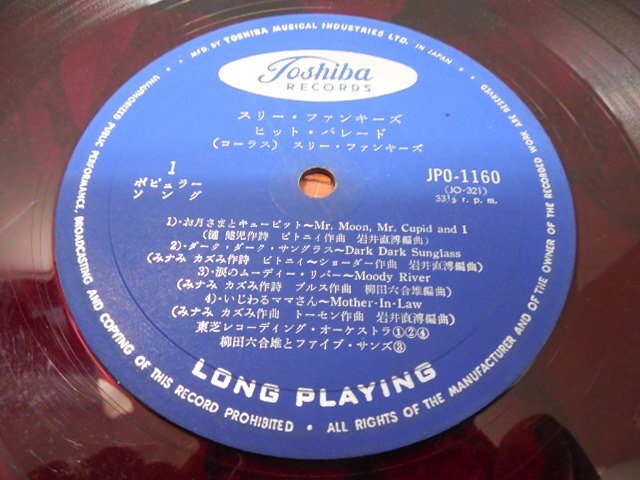 MFD. BY TOSHIBA MUSICAL INDUSTRIES LTD. IN JAPAN
Toshiba
RECORDS
スリー・ファンキーズ
ヒット・パレード
(コーラス) スリー・ファンキーズ
1
ポピュラー
ソング
JPO-1160
(JO-321)
33⅓ r. p. m.
1)・お月さまとキューピット～Mr. Moon, Mr. Cupid and I
(漣 健児作詩 ピトニィ作曲 岩井直溥編曲)
2)・ダーク・ダーク・サングラス～Dark Dark Sunglass
(みナみ カズみ作詩 ピトニィ～ショーダー作曲 岩井直溥編曲)
3)・涙のムーディー・リバー～Moody River
(みナみ カズみ作詩 ブルス作曲 柳田六合雄編曲)
4)・いじわるママさん～Mother-In-Law
(みナみ カズみ作曲 トーセン作曲 岩井直溥編曲)
東芝レコーディング・オーケストラ①②④
柳田六合雄とファイブ・サンズ③
LONG PLAYING
UNAUTHORIZED PUBLIC PERFORMANCE, BROADCASTING AND COPYING OF THIS RECORD PROHIBITED • ALL RIGHTS OF THE MANUFACTURER AND OF THE OWNER OF THE RECORDED WORK ARE RESERVED